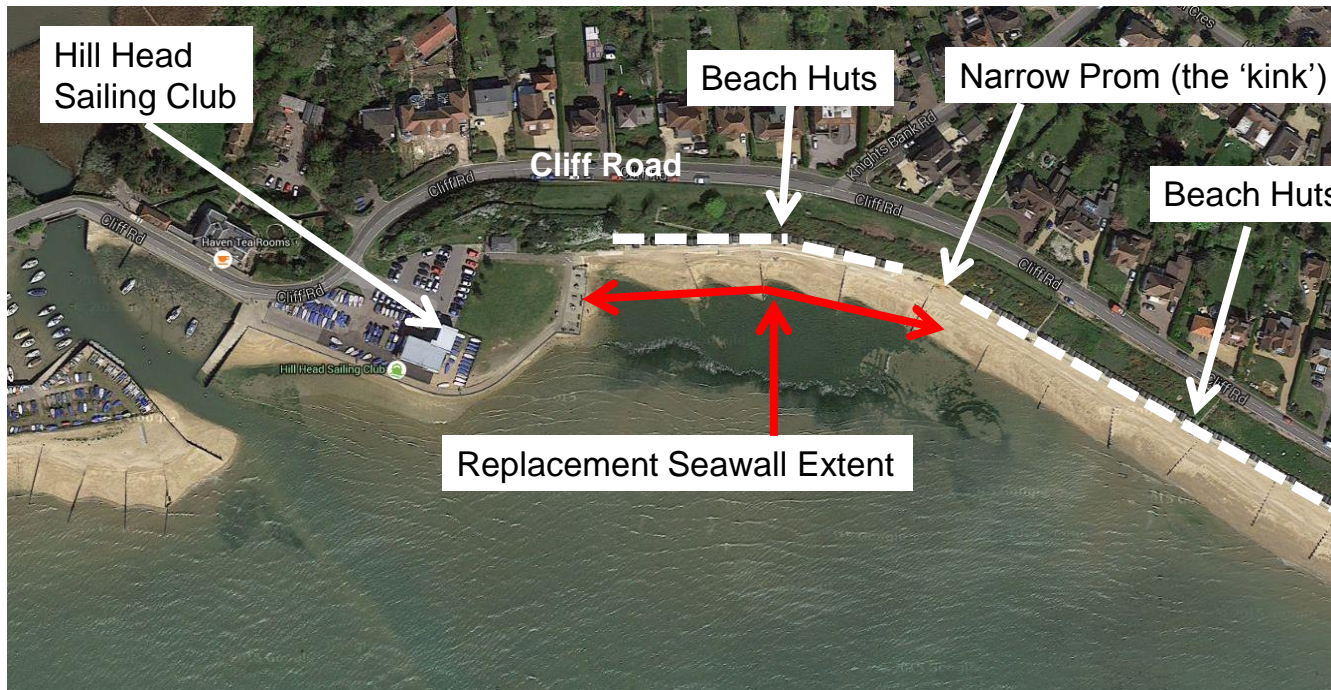 Hill Head
Sailing Club
Beach Huts
Narrow Prom (the ‘kink’)
Beach Huts
Cliff Road
Cliff Rd
Knights Bank Rd
Cliff Rd
Cliff Rd
Haven Tea Rooms
Cliff Rd
Cliff Rd
Cliff Rd
Hill Head Sailing Club
Replacement Seawall Extent